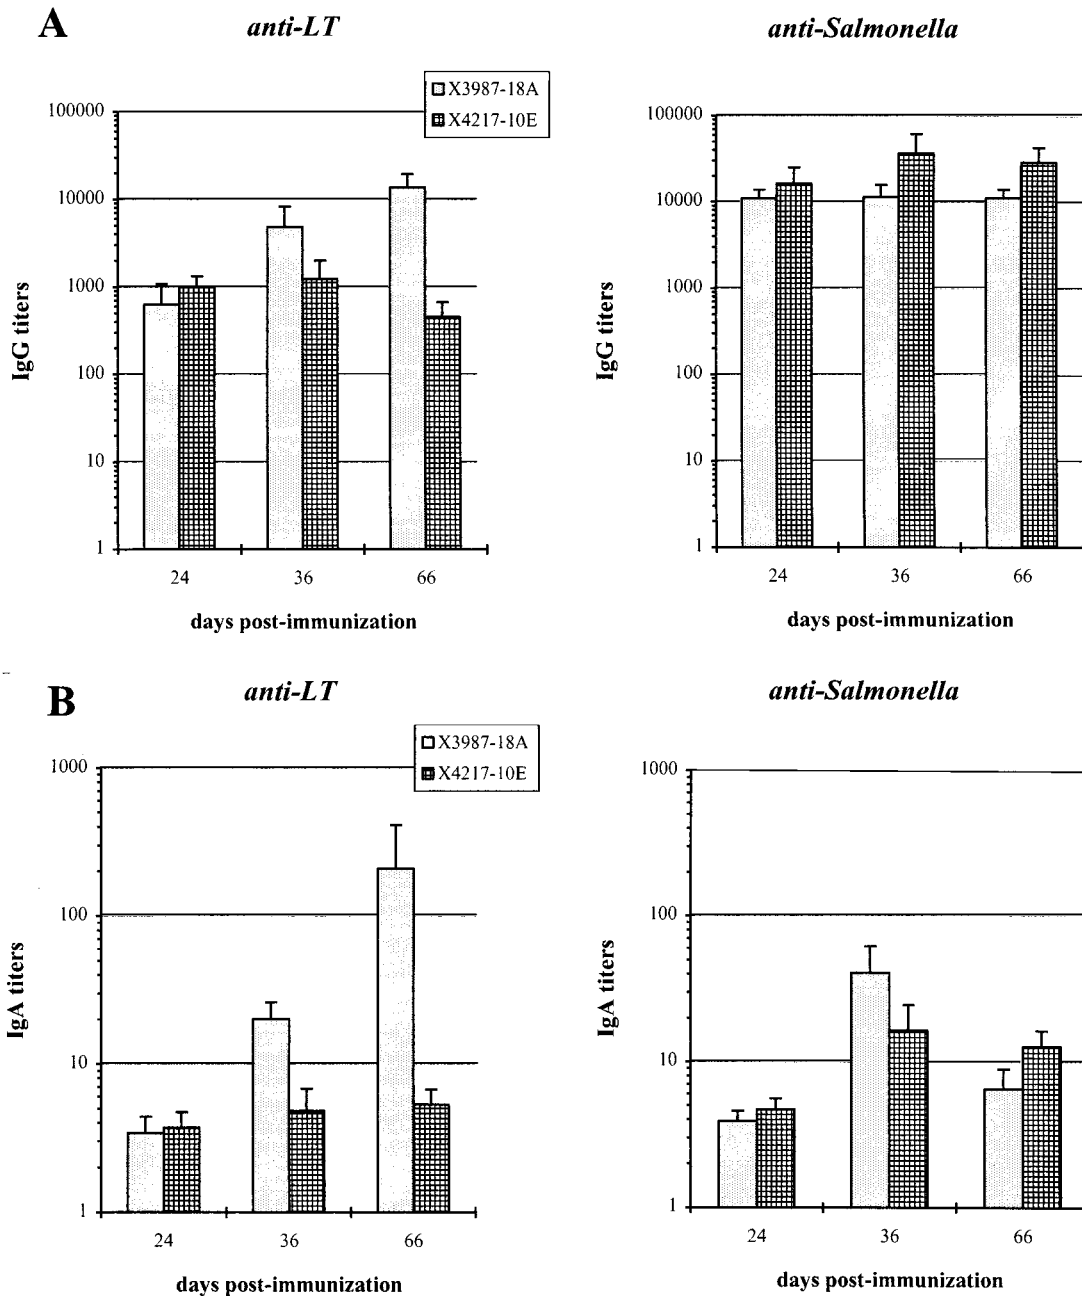 A
anti-LT
anti-Salmonella
X3987-18A
X4217-10E
100000
10000
1000
100
10
1
IgG titers
24
36
66
days post-immunization
100000
10000
1000
100
10
1
IgG titers
24
36
66
days post-immunization
B
anti-LT
anti-Salmonella
X3987-18A
X4217-10E
1000
100
10
1
IgA titers
24
36
66
days post-immunization
1000
100
10
1
IgA titers
24
36
66
days post-immunization